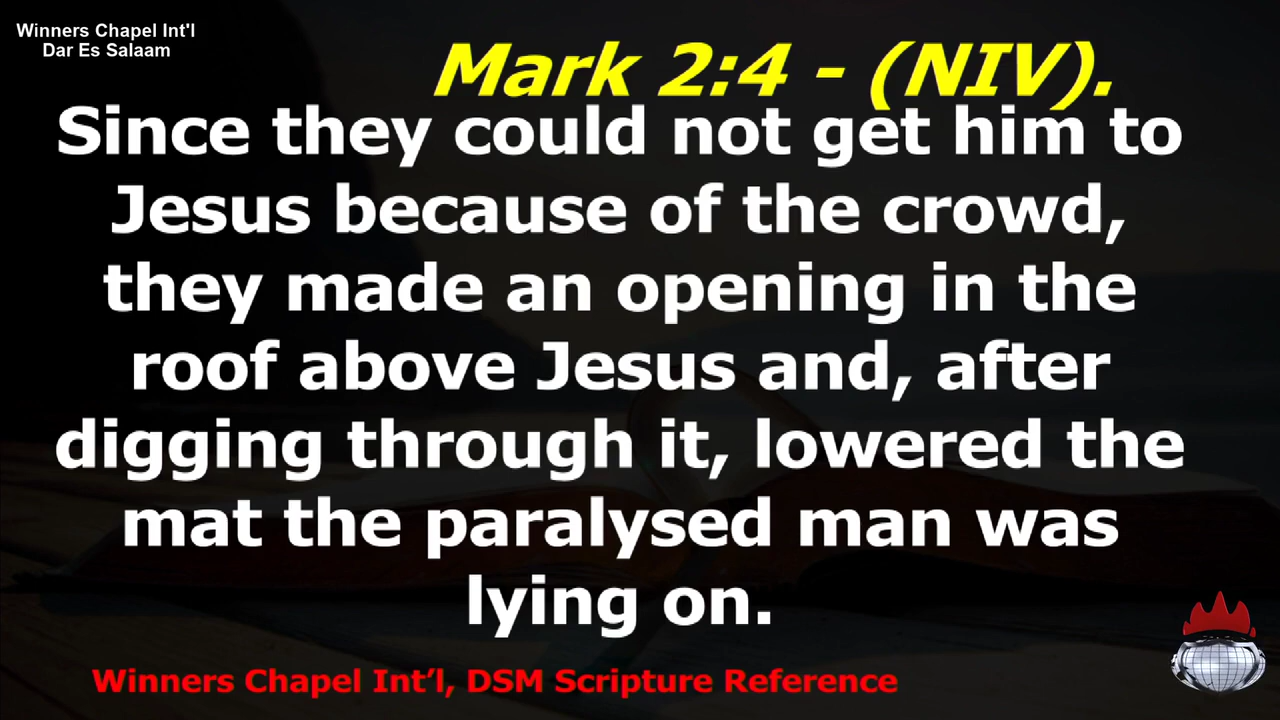 Winners Chapel Int'l
Dar Es Salaam
Mark 2:4 - (NIV).
Since they could not get him to
Jesus because of the crowd,
they made an opening in the
roof above Jesus and, after
digging through it, lowered the
mat the paralysed man was
lying on.
Winners Chapel Int’l, DSM Scripture Reference